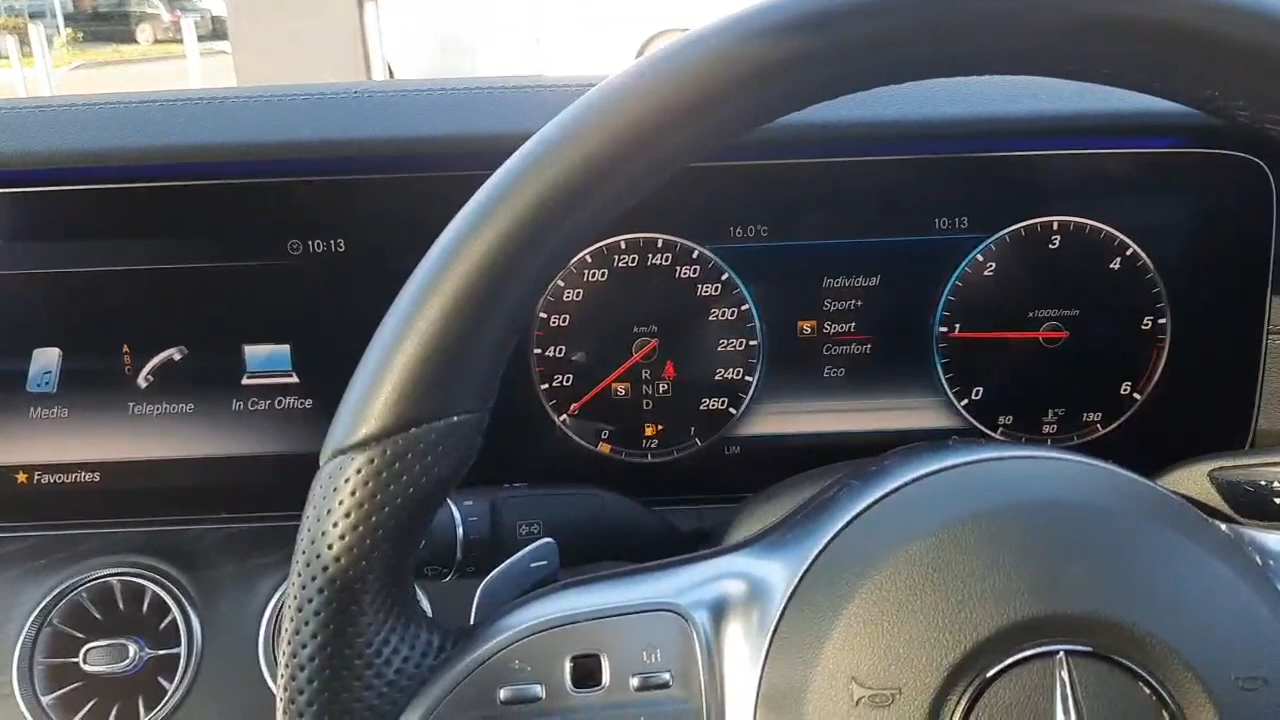 10:13
Media
Telephone
In Car Office
Favourites
A
B
C
km/h
0
20
40
60
80
100
120
140
160
180
200
220
240
260
S
R
N
D
P
0
1/2
1
16.0°C
10:13
Individual
Sport+
S Sport
Comfort
Eco
LIM
x1000/min
0
1
2
3
4
5
6
50
°C
90
130